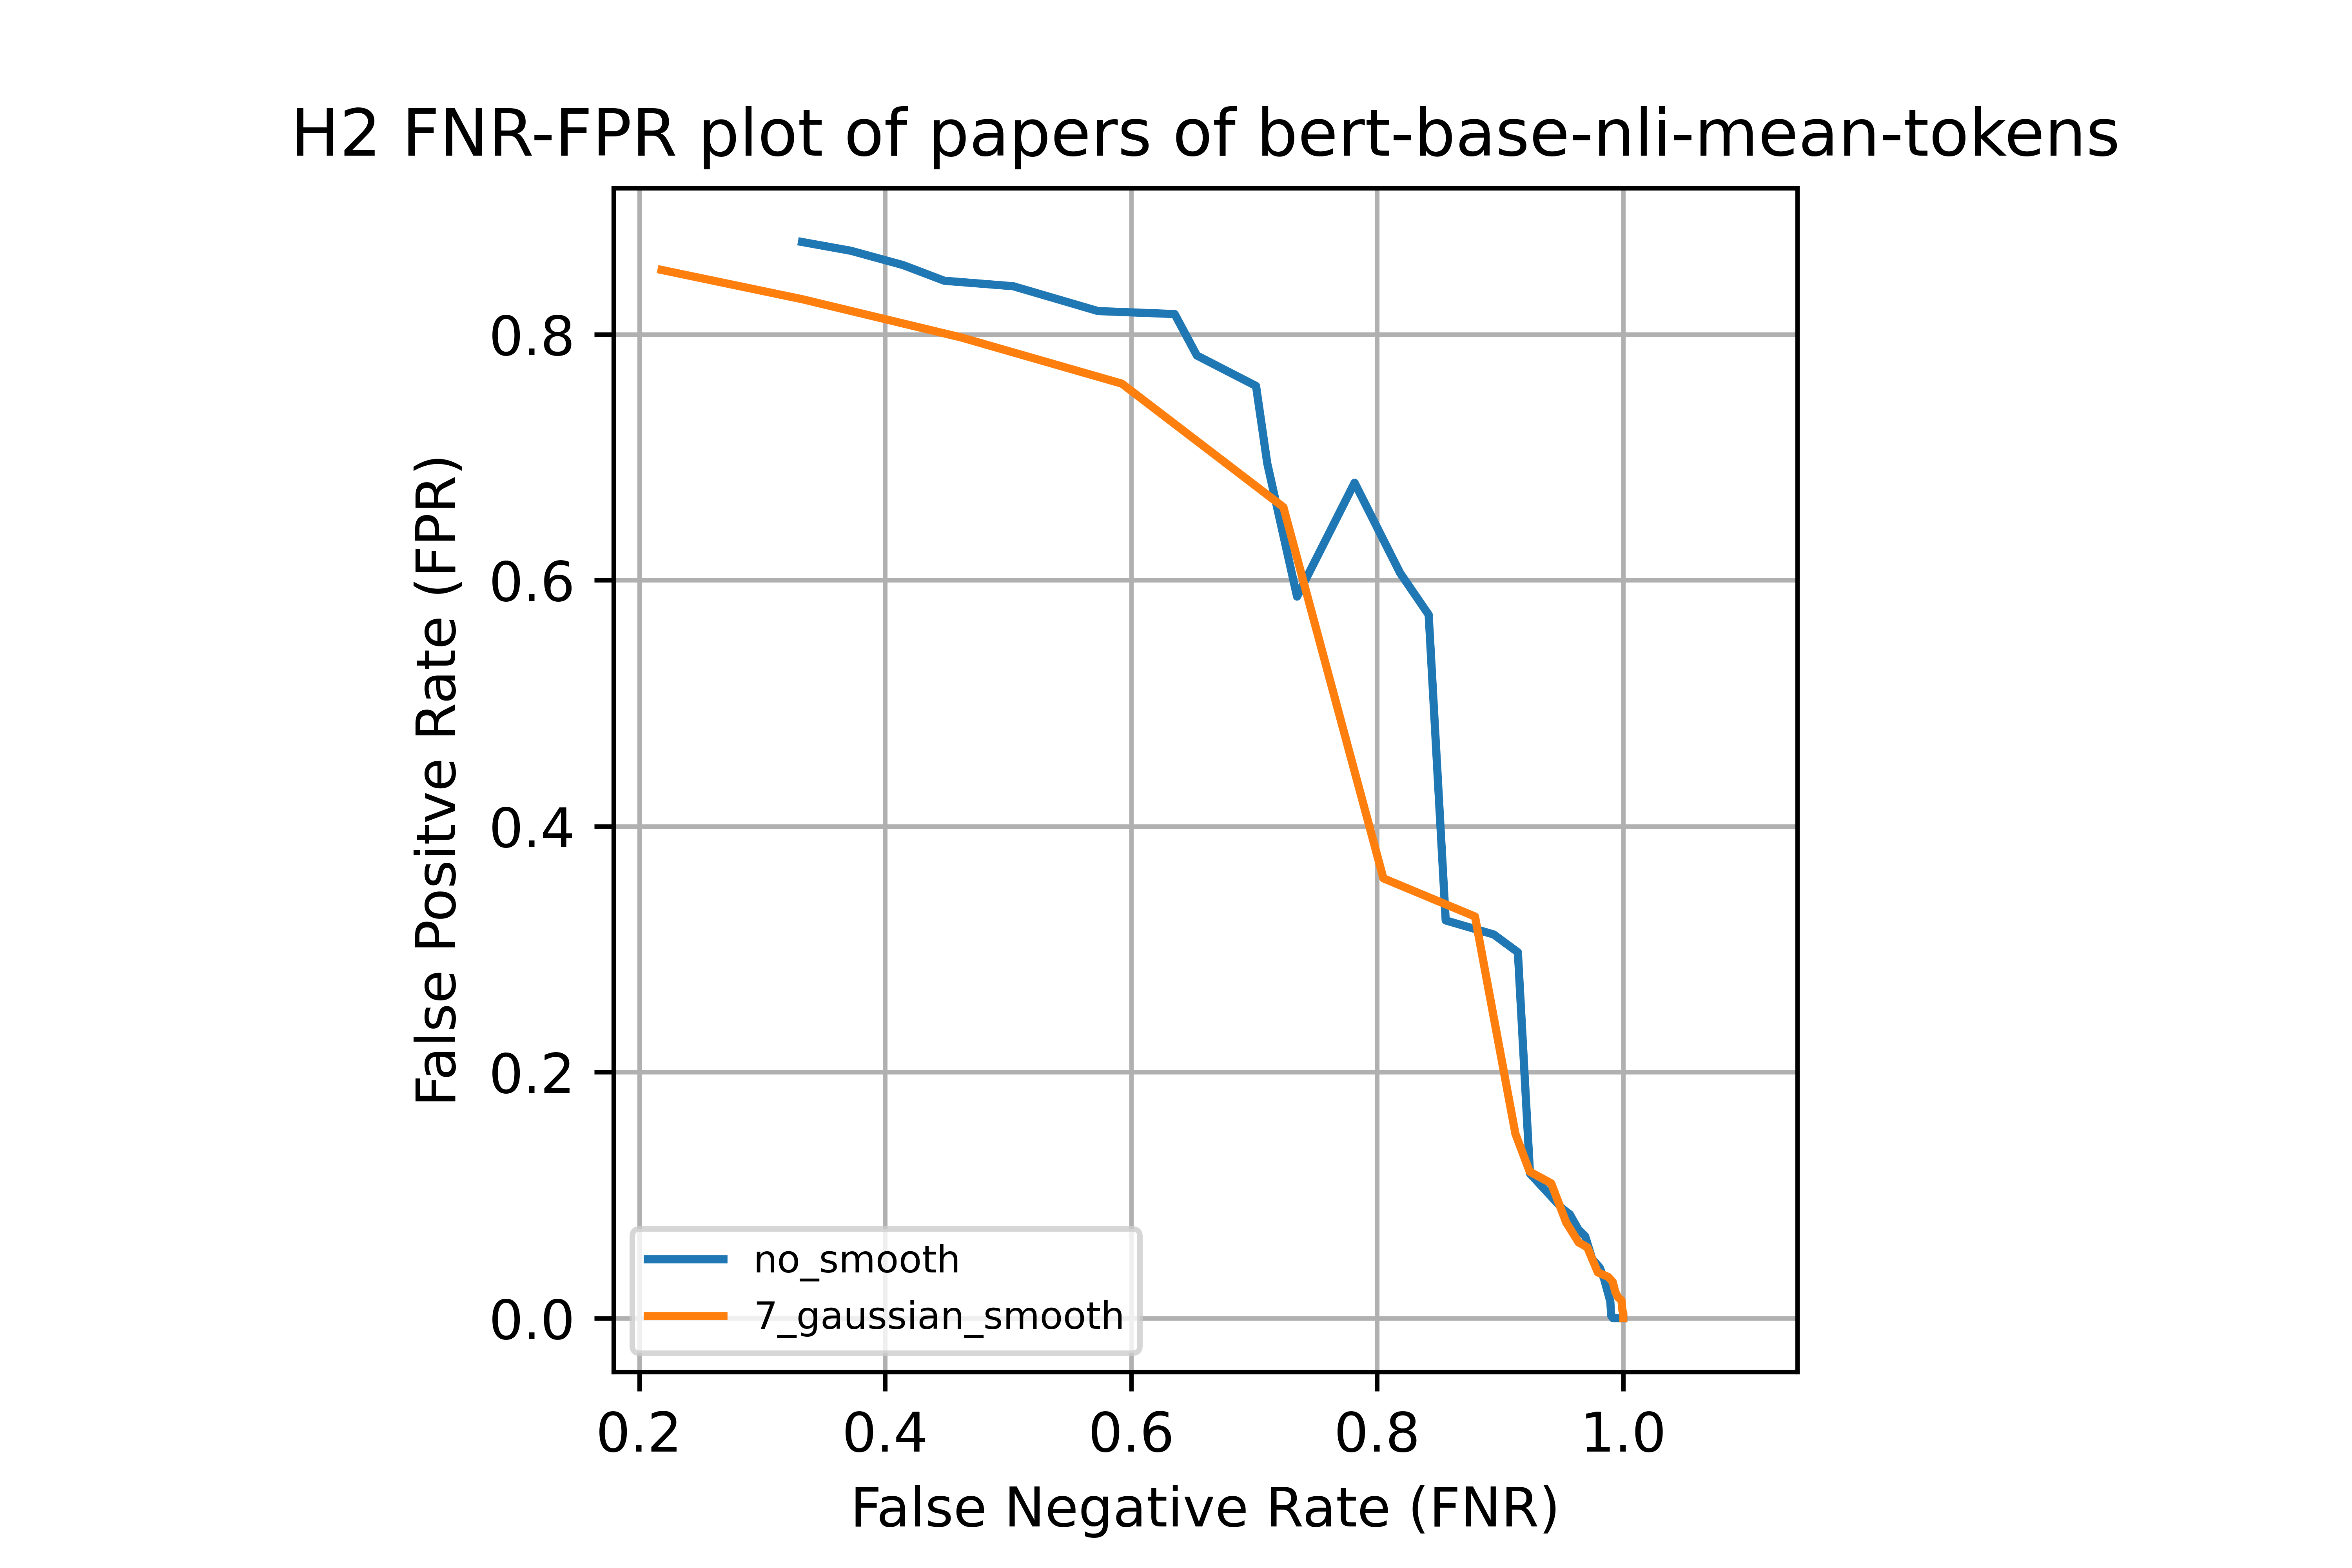 H2 FNR-FPR plot of papers of bert-base-nli-mean-tokens
False Positve Rate (FPR)
0.8
0.6
0.4
0.2
0.0
no_smooth
7_gaussian_smooth
0.2 0.4 0.6 0.8 1.0
False Negative Rate (FNR)